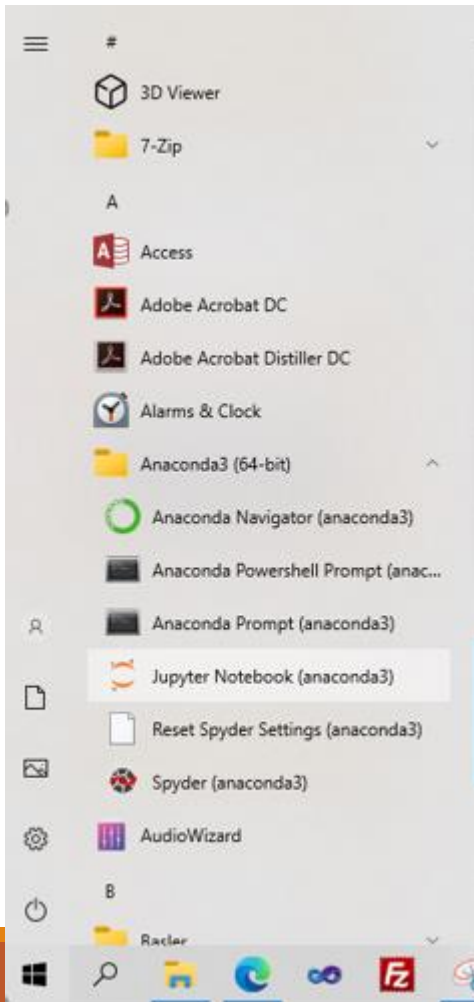 #
3D Viewer
7-Zip
A
Access
Adobe Acrobat DC
Adobe Acrobat Distiller DC
Alarms & Clock
Anaconda3 (64-bit)
Anaconda Navigator (anaconda3)
Anaconda Powershell Prompt (anac...
Anaconda Prompt (anaconda3)
Jupyter Notebook (anaconda3)
Reset Spyder Settings (anaconda3)
Spyder (anaconda3)
AudioWizard
B
Basler